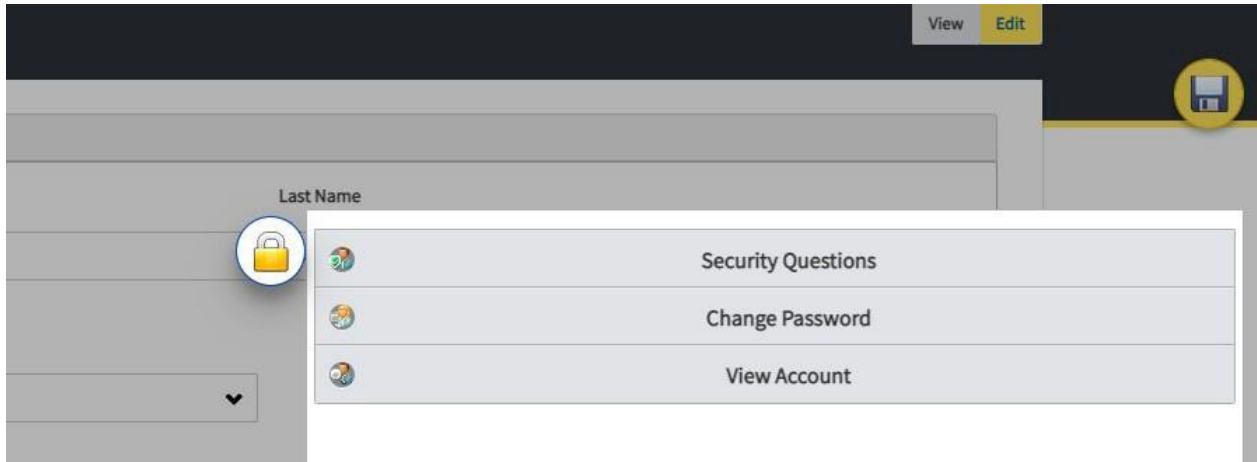 View Edit
Last Name
Security Questions
Change Password
View Account